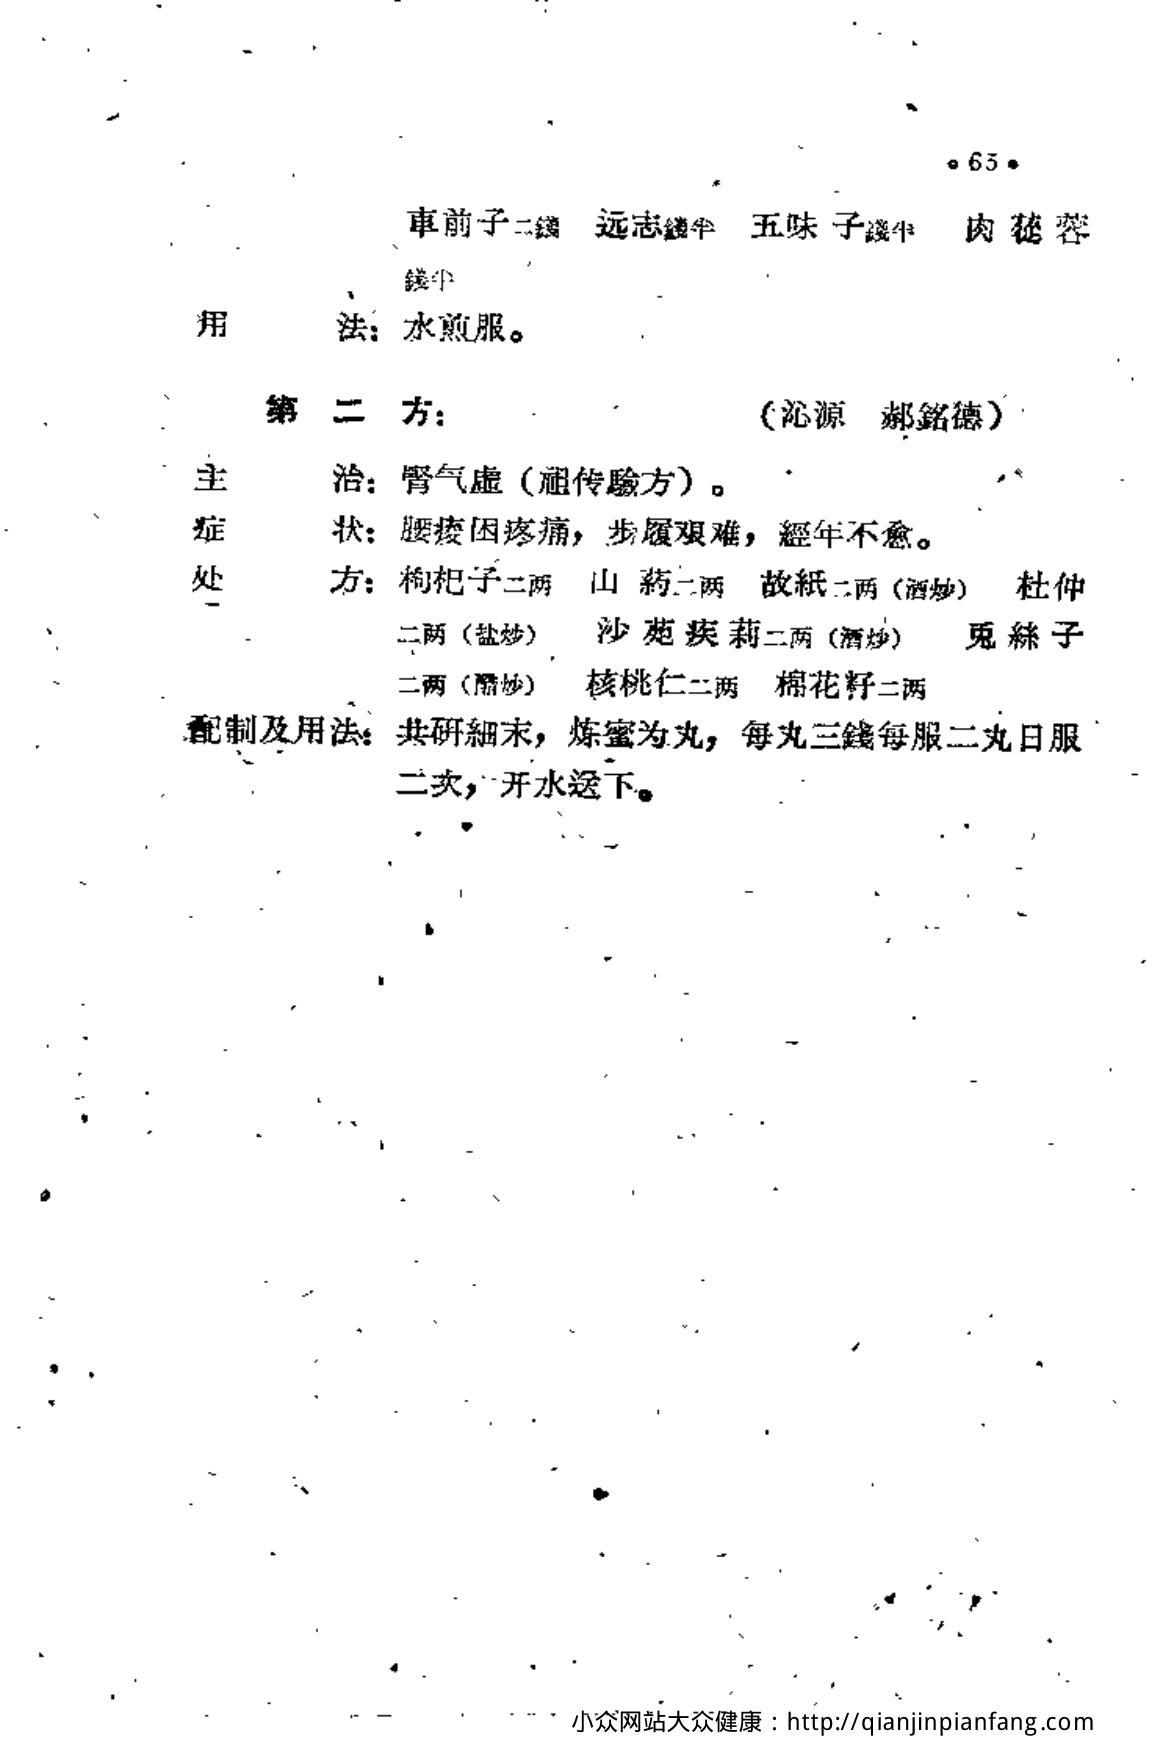 •65•
車前子二錢 远志錢半 五味子錢半 肉蓯蓉
錢半
用 法：水煎服。
第二方： （沁源 郝銘德）
主 治：腎气虛（祖传驗方）。
症 状：腰痠困疼痛，步履艰难，經年不愈。
处 方：枸杞子二两 山药二两 故紙二两（酒炒） 杜仲
二两（盐炒） 沙苑蒺莉二两（酒炒） 兎絲子
二两（酒炒） 核桃仁二两 棉花籽二两
配制及用法：共研細末，炼蜜为丸，每丸三錢每服二丸日服
二次，开水送下。
小众网站大众健康：http://qianjinpianfang.com